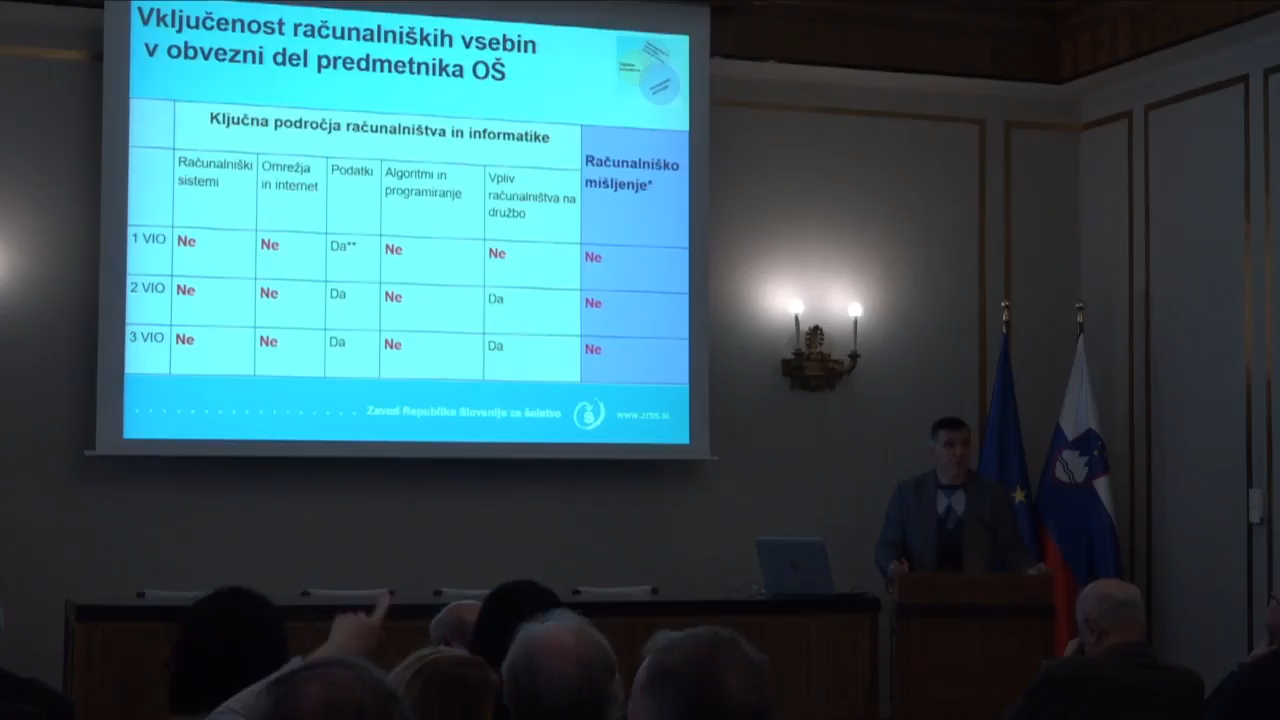 Vključenost računalniških vsebin
v obvezni del predmetnika OŠ
Ključna področja računalništva in informatike
Računalniško
mišljenje*
Računalniški
sistemi
Omrežja
in internet
Podatki
Algoritmi in
programiranje
Vpliv
računalništva na
družbo
1 VIO Ne Ne Da** Ne Ne Ne
2 VIO Ne Ne Da Ne Da Ne
3 VIO Ne Ne Da Ne Da Ne
Zavod Republike Slovenije za šolstvo
www.zrss.si